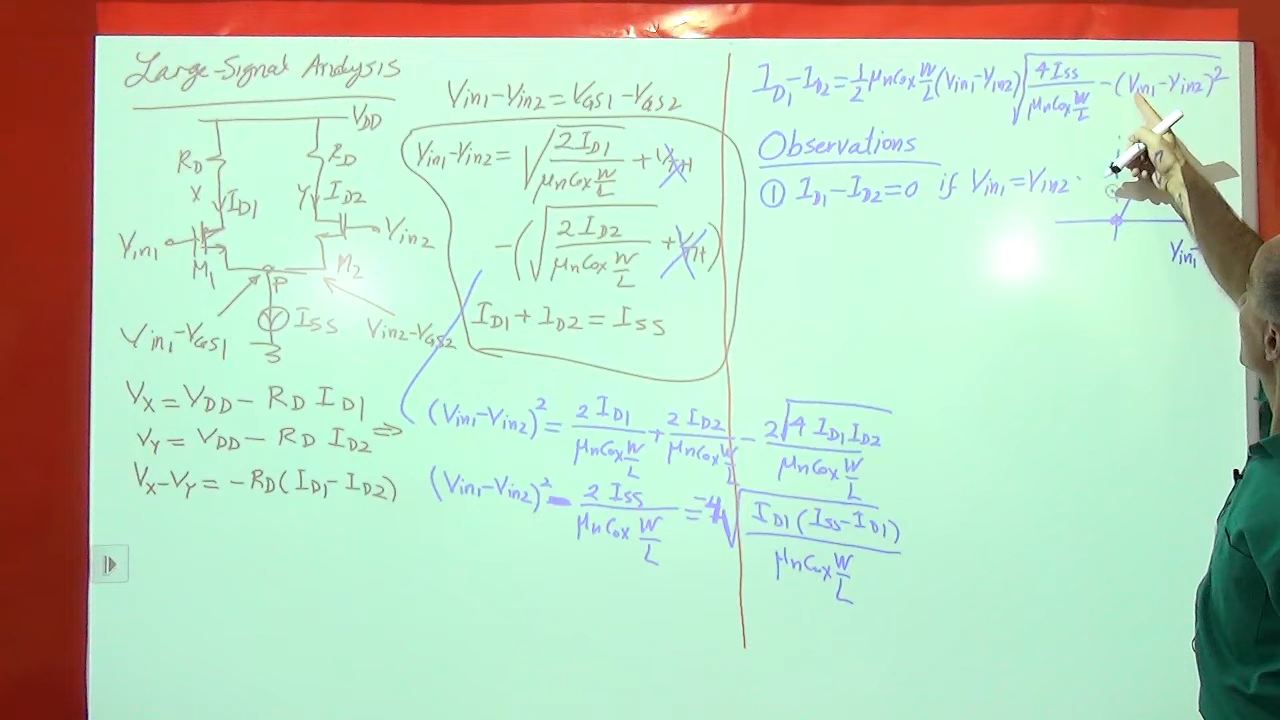 Large-Signal Analysis
VDD
RD
RD
X
ID1
Y
ID2
Vin1
Vin2
M1
M2
P
ISS
Vin1-VGS1
Vin2-VGS2
VX = VDD - RD ID1
VY = VDD - RD ID2
VX-VY = -RD(ID1-ID2)
Vin1-Vin2 = VGS1-VGS2
Vin1-Vin2 = √(2ID1 / μnCox W/L) + VTH
-(√(2ID2 / μnCox W/L) + VTH)
ID1 + ID2 = ISS
⇒ (Vin1-Vin2)² = 2ID1 / μnCox W/L + 2ID2 / μnCox W/L - 2√4ID1ID2 / μnCox W/L
(Vin1-Vin2)² - 2ISS / μnCox W/L = -4√ID1(ISS-ID1) / μnCox W/L
ID1-ID2 = 1/2 μnCox W/L (Vin1-Vin2) √(4ISS / μnCox W/L - (Vin1-Vin2)²)
Observations
① ID1-ID2=0 if Vin1=Vin2.
Vin1-